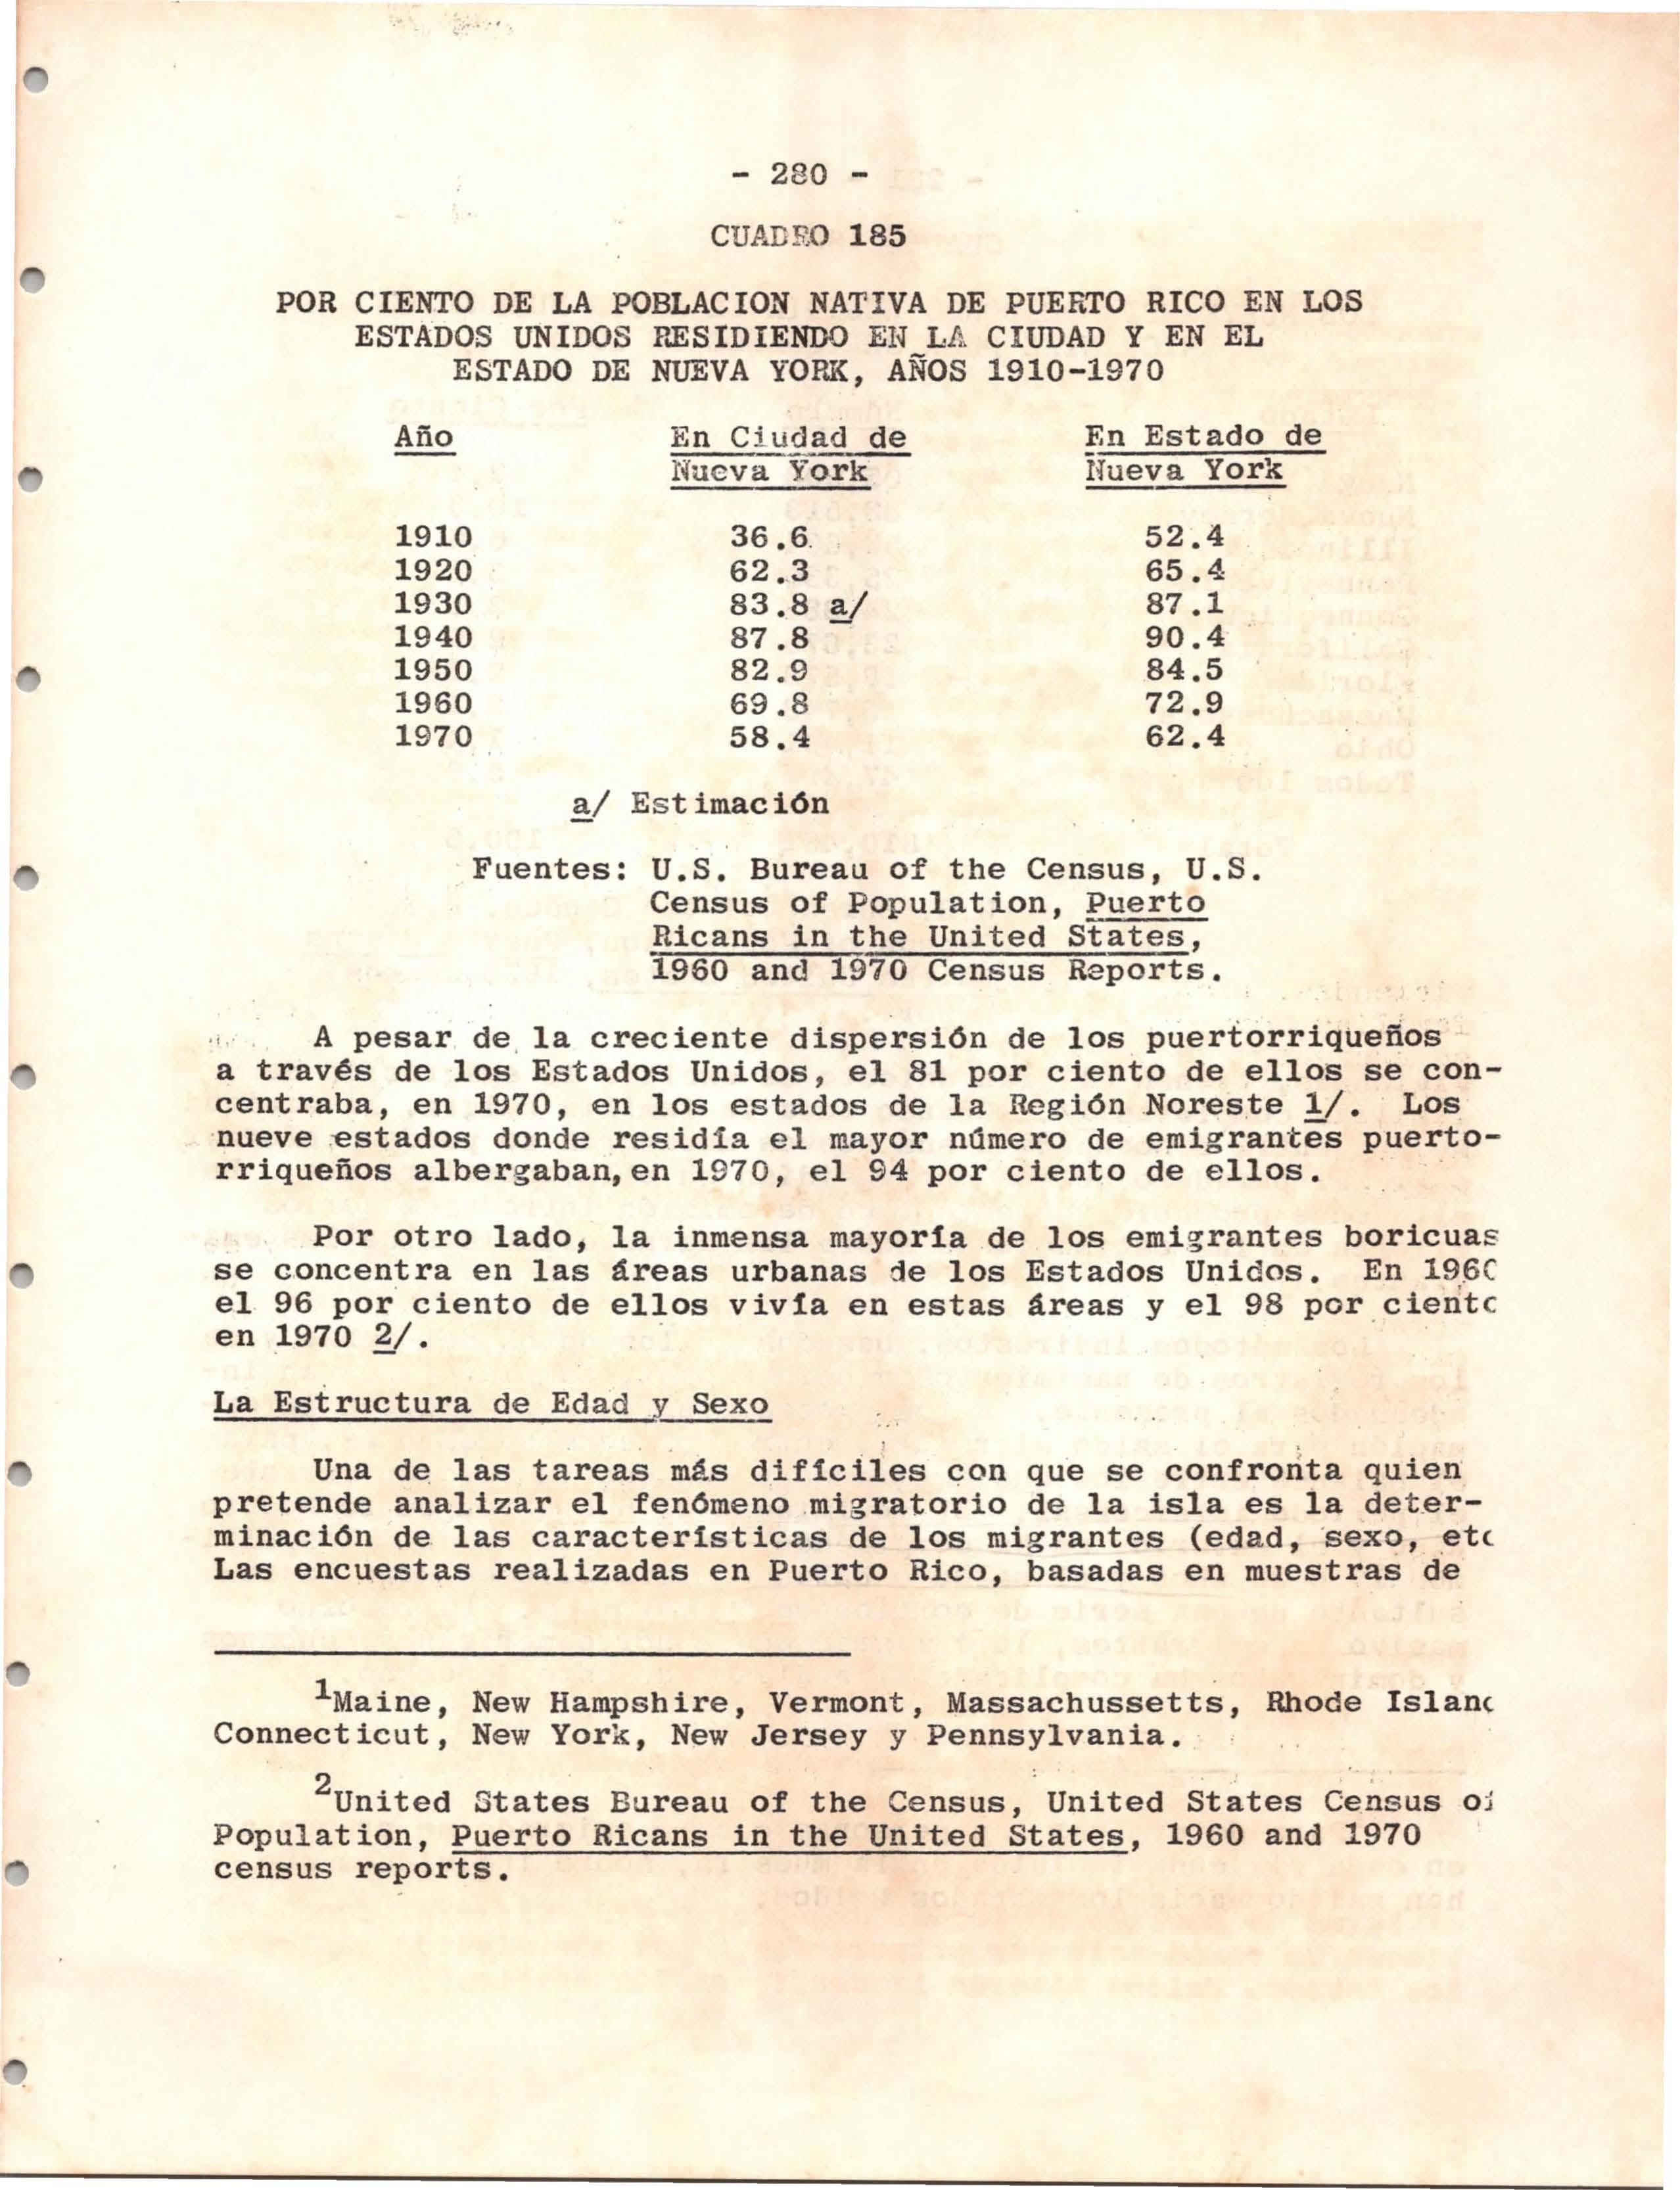 - 280 -
CUADRO 185
POR CIENTO DE LA POBLACION NATIVA DE PUERTO RICO EN LOS
ESTADOS UNIDOS RESIDIENDO EN LA CIUDAD Y EN EL
ESTADO DE NUEVA YORK, AÑOS 1910-1970
Año En Ciudad de En Estado de
Nueva York Nueva York
1910 36.6 52.4
1920 62.3 65.4
1930 83.8 a/ 87.1
1940 87.8 90.4
1950 82.9 84.5
1960 69.8 72.9
1970 58.4 62.4
a/ Estimación
Fuentes: U.S. Bureau of the Census, U.S.
Census of Population, Puerto
Ricans in the United States,
1960 and 1970 Census Reports.
A pesar de la creciente dispersión de los puertorriqueños
a través de los Estados Unidos, el 81 por ciento de ellos se con-
centraba, en 1970, en los estados de la Región Noreste 1/. Los
nueve estados donde residía el mayor número de emigrantes puerto-
rriqueños albergaban, en 1970, el 94 por ciento de ellos.
Por otro lado, la inmensa mayoría de los emigrantes boricuas
se concentra en las áreas urbanas de los Estados Unidos. En 1960
el 96 por ciento de ellos vivía en estas áreas y el 98 por ciento
en 1970 2/.
La Estructura de Edad y Sexo
Una de las tareas más difíciles con que se confronta quien
pretende analizar el fenómeno migratorio de la isla es la deter-
minación de las características de los migrantes (edad, sexo, etc
Las encuestas realizadas en Puerto Rico, basadas en muestras de
1Maine, New Hampshire, Vermont, Massachussetts, Rhode Islanc
Connecticut, New York, New Jersey y Pennsylvania.
2United States Bureau of the Census, United States Census of
Population, Puerto Ricans in the United States, 1960 and 1970
census reports.